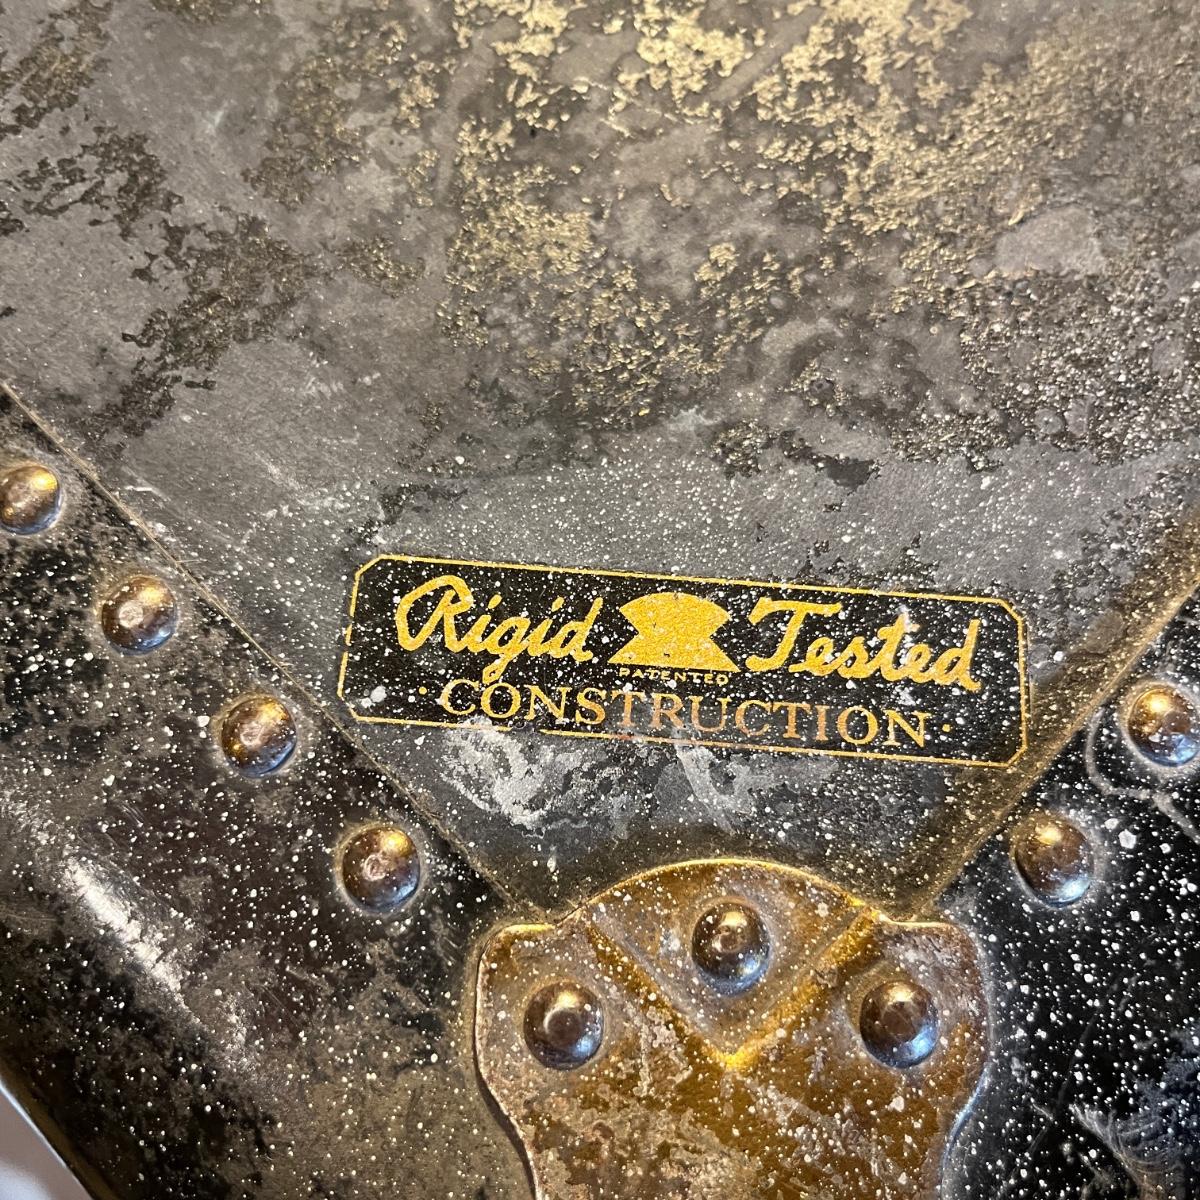 Rigid Tested
PATENTED
· CONSTRUCTION ·